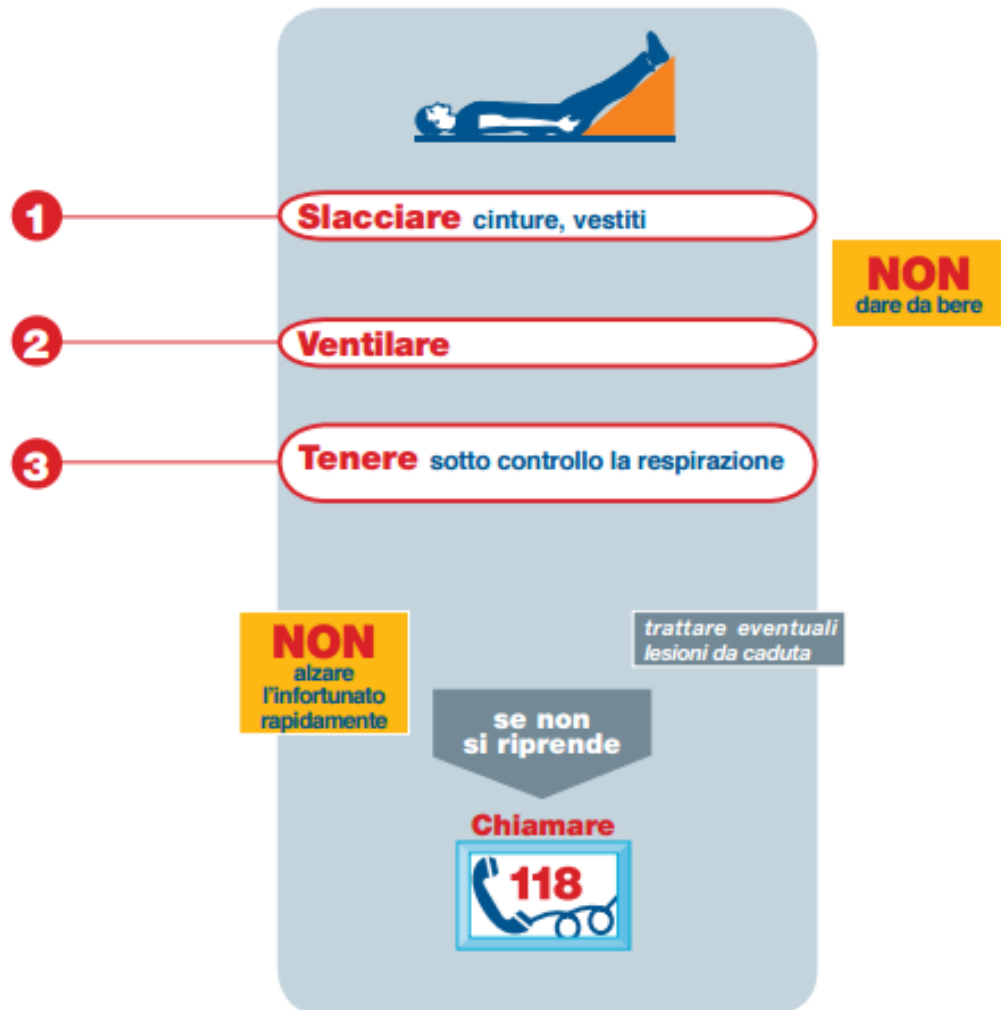 1
Slacciare cinture, vestiti
NON
dare da bere
2
Ventilare
3
Tenere sotto controllo la respirazione
NON
alzare
l'infortunato
rapidamente
trattare eventuali
lesioni da caduta
se non
si riprende
Chiamare
118